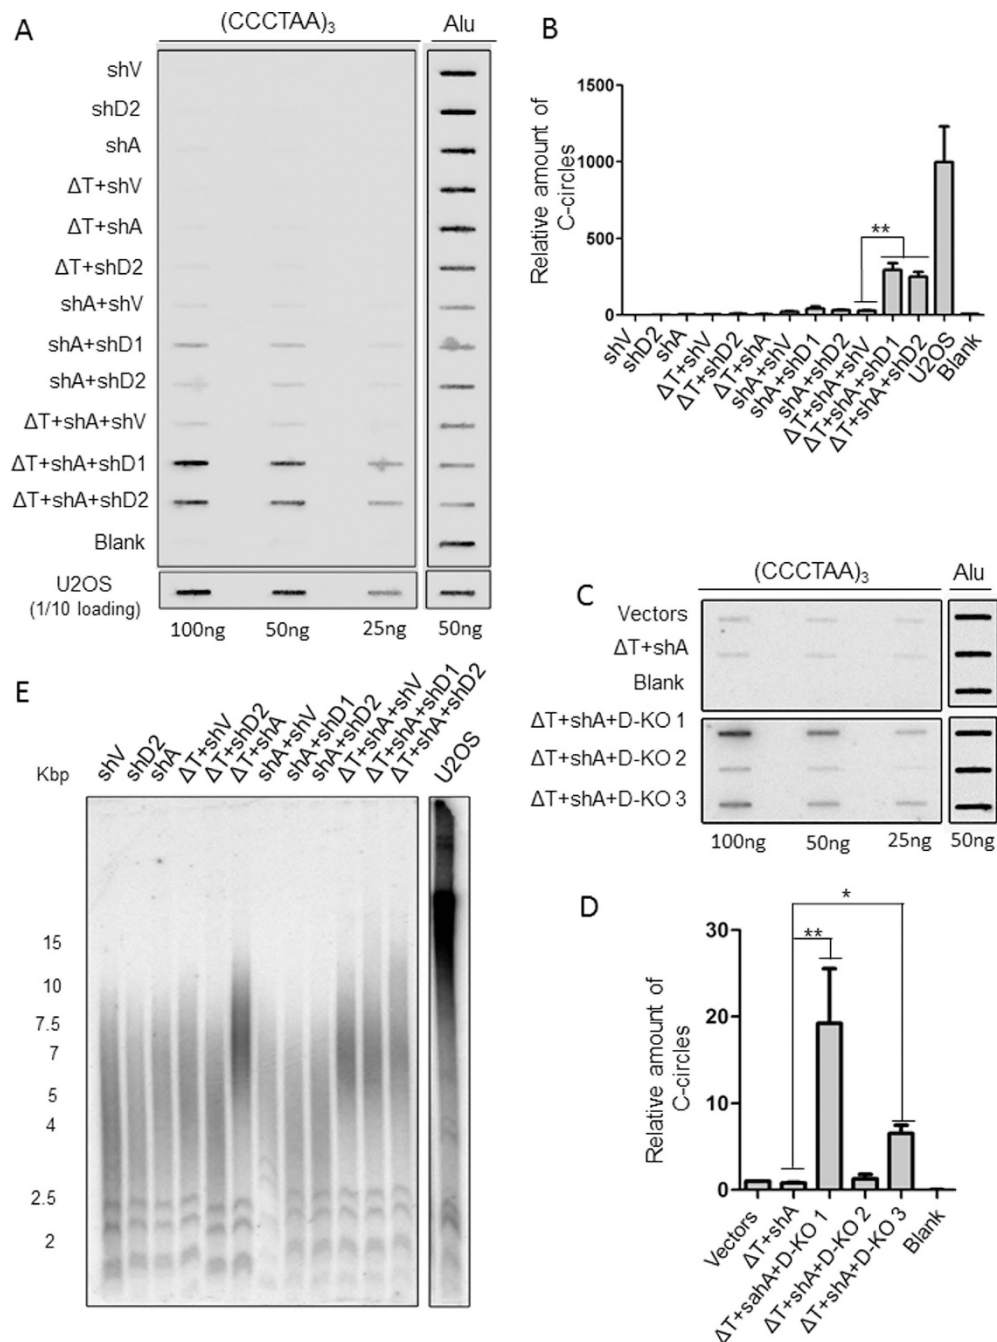 A
(CCCTAA)3 Alu
shV
shD2
shA
ΔT+shV
ΔT+shA
ΔT+shD2
shA+shV
shA+shD1
shA+shD2
ΔT+shA+shV
ΔT+shA+shD1
ΔT+shA+shD2
Blank
U2OS
(1/10 loading)
100ng 50ng 25ng 50ng
B
Relative amount of
C-circles
1500
1000
500
0
**
shV
shD2
shA
ΔT+shV
ΔT+shD2
ΔT+shA
shA+shV
shA+shD1
shA+shD2
ΔT+shA+shV
ΔT+shA+shD1
ΔT+shA+shD2
U2OS
Blank
C
(CCCTAA)3 Alu
Vectors
ΔT+shA
Blank
ΔT+shA+D-KO 1
ΔT+shA+D-KO 2
ΔT+shA+D-KO 3
100ng 50ng 25ng 50ng
D
Relative amount of
C-circles
30
20
10
0
*
**
Vectors
ΔT+shA
ΔT+sahA+D-KO 1
ΔT+shA+D-KO 2
ΔT+shA+D-KO 3
Blank
E
Kbp
shV
shD2
shA
ΔT+shV
ΔT+shD2
ΔT+shA
shA+shV
shA+shD1
shA+shD2
ΔT+shA+shV
ΔT+shA+shD1
ΔT+shA+shD2
U2OS
15
10
7.5
7
5
4
2.5
2